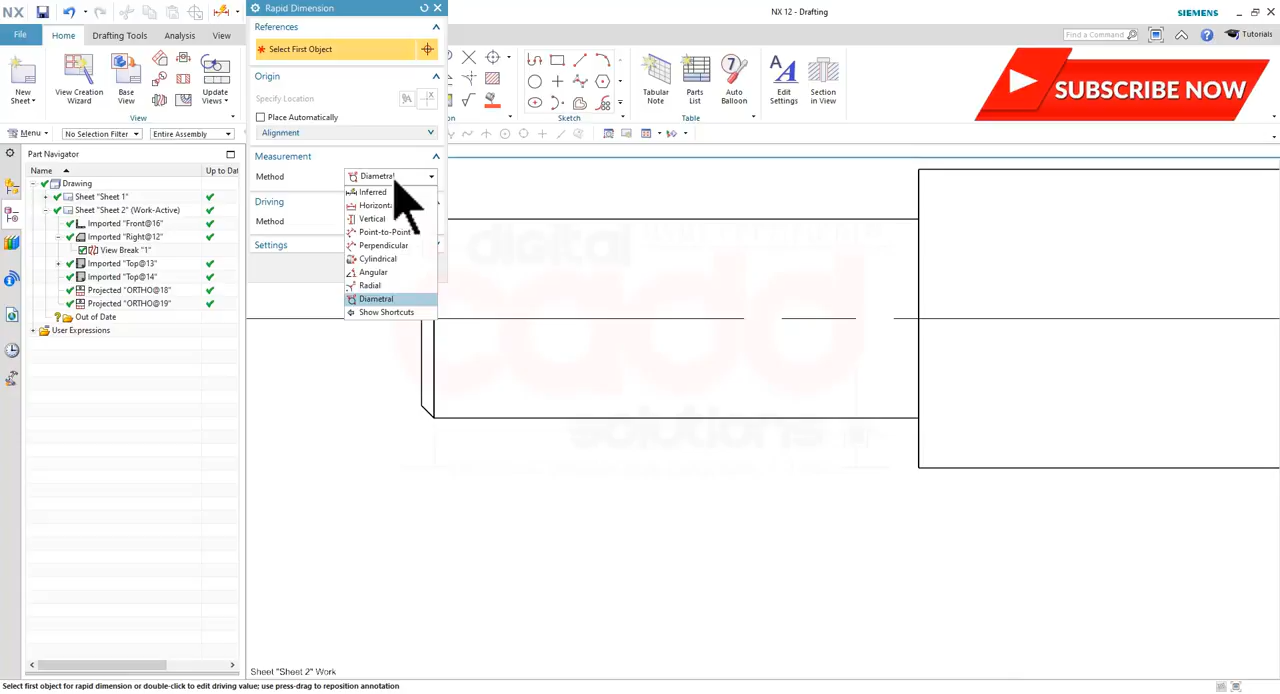 NX
Rapid Dimension
NX 12 - Drafting
SIEMENS
File
Home
Drafting Tools
Analysis
View
References
Find a Command
Tutorials
Select First Object
New
Sheet
View Creation
Wizard
Base
View
Update
Views
Origin
Specify Location
Place Automatically
Alignment
Tabular
Note
Parts
List
Auto
Balloon
Edit
Settings
Section
in View
SUBSCRIBE NOW
View
Sketch
Table
Menu
No Selection Filter
Entire Assembly
Part Navigator
Measurement
Name
Up to Dat
Method
Diametral
Drawing
Sheet "Sheet 1"
Sheet "Sheet 2" (Work-Active)
Imported "Front@16"
Imported "Right@12"
View Break "1"
Imported "Top@13"
Imported "Top@14"
Projected "ORTHO@18"
Projected "ORTHO@19"
Out of Date
User Expressions
Inferred
Driving
Horizonta
Method
Vertical
Point-to-Point
Settings
Perpendicular
Cylindrical
Angular
Radial
Diametral
Show Shortcuts
digital
cadd
solutions
Sheet "Sheet 2" Work
Select first object for rapid dimension or double-click to edit driving value; use press-drag to reposition annotation